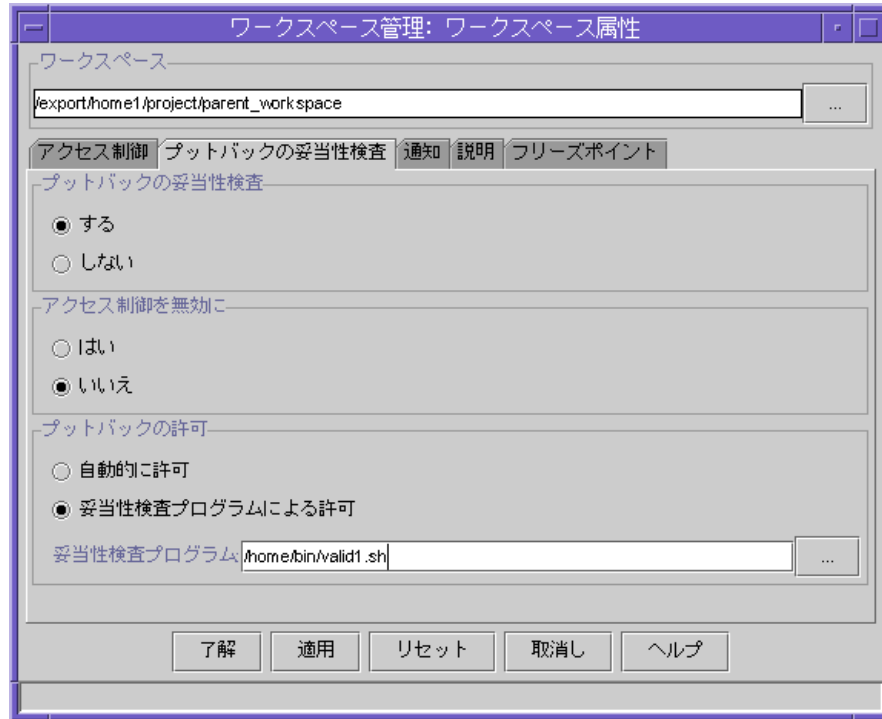 ワークスペース管理: ワークスペース属性
ワークスペース
/export/home1/project/parent_workspace
...
アクセス制御 プットバックの妥当性検査 通知 説明 フリーズポイント
プットバックの妥当性検査
する
しない
アクセス制御を無効に
はい
いいえ
プットバックの許可
自動的に許可
妥当性検査プログラムによる許可
妥当性検査プログラム: /home/bin/valid1.sh ...
了解 適用 リセット 取消し ヘルプ